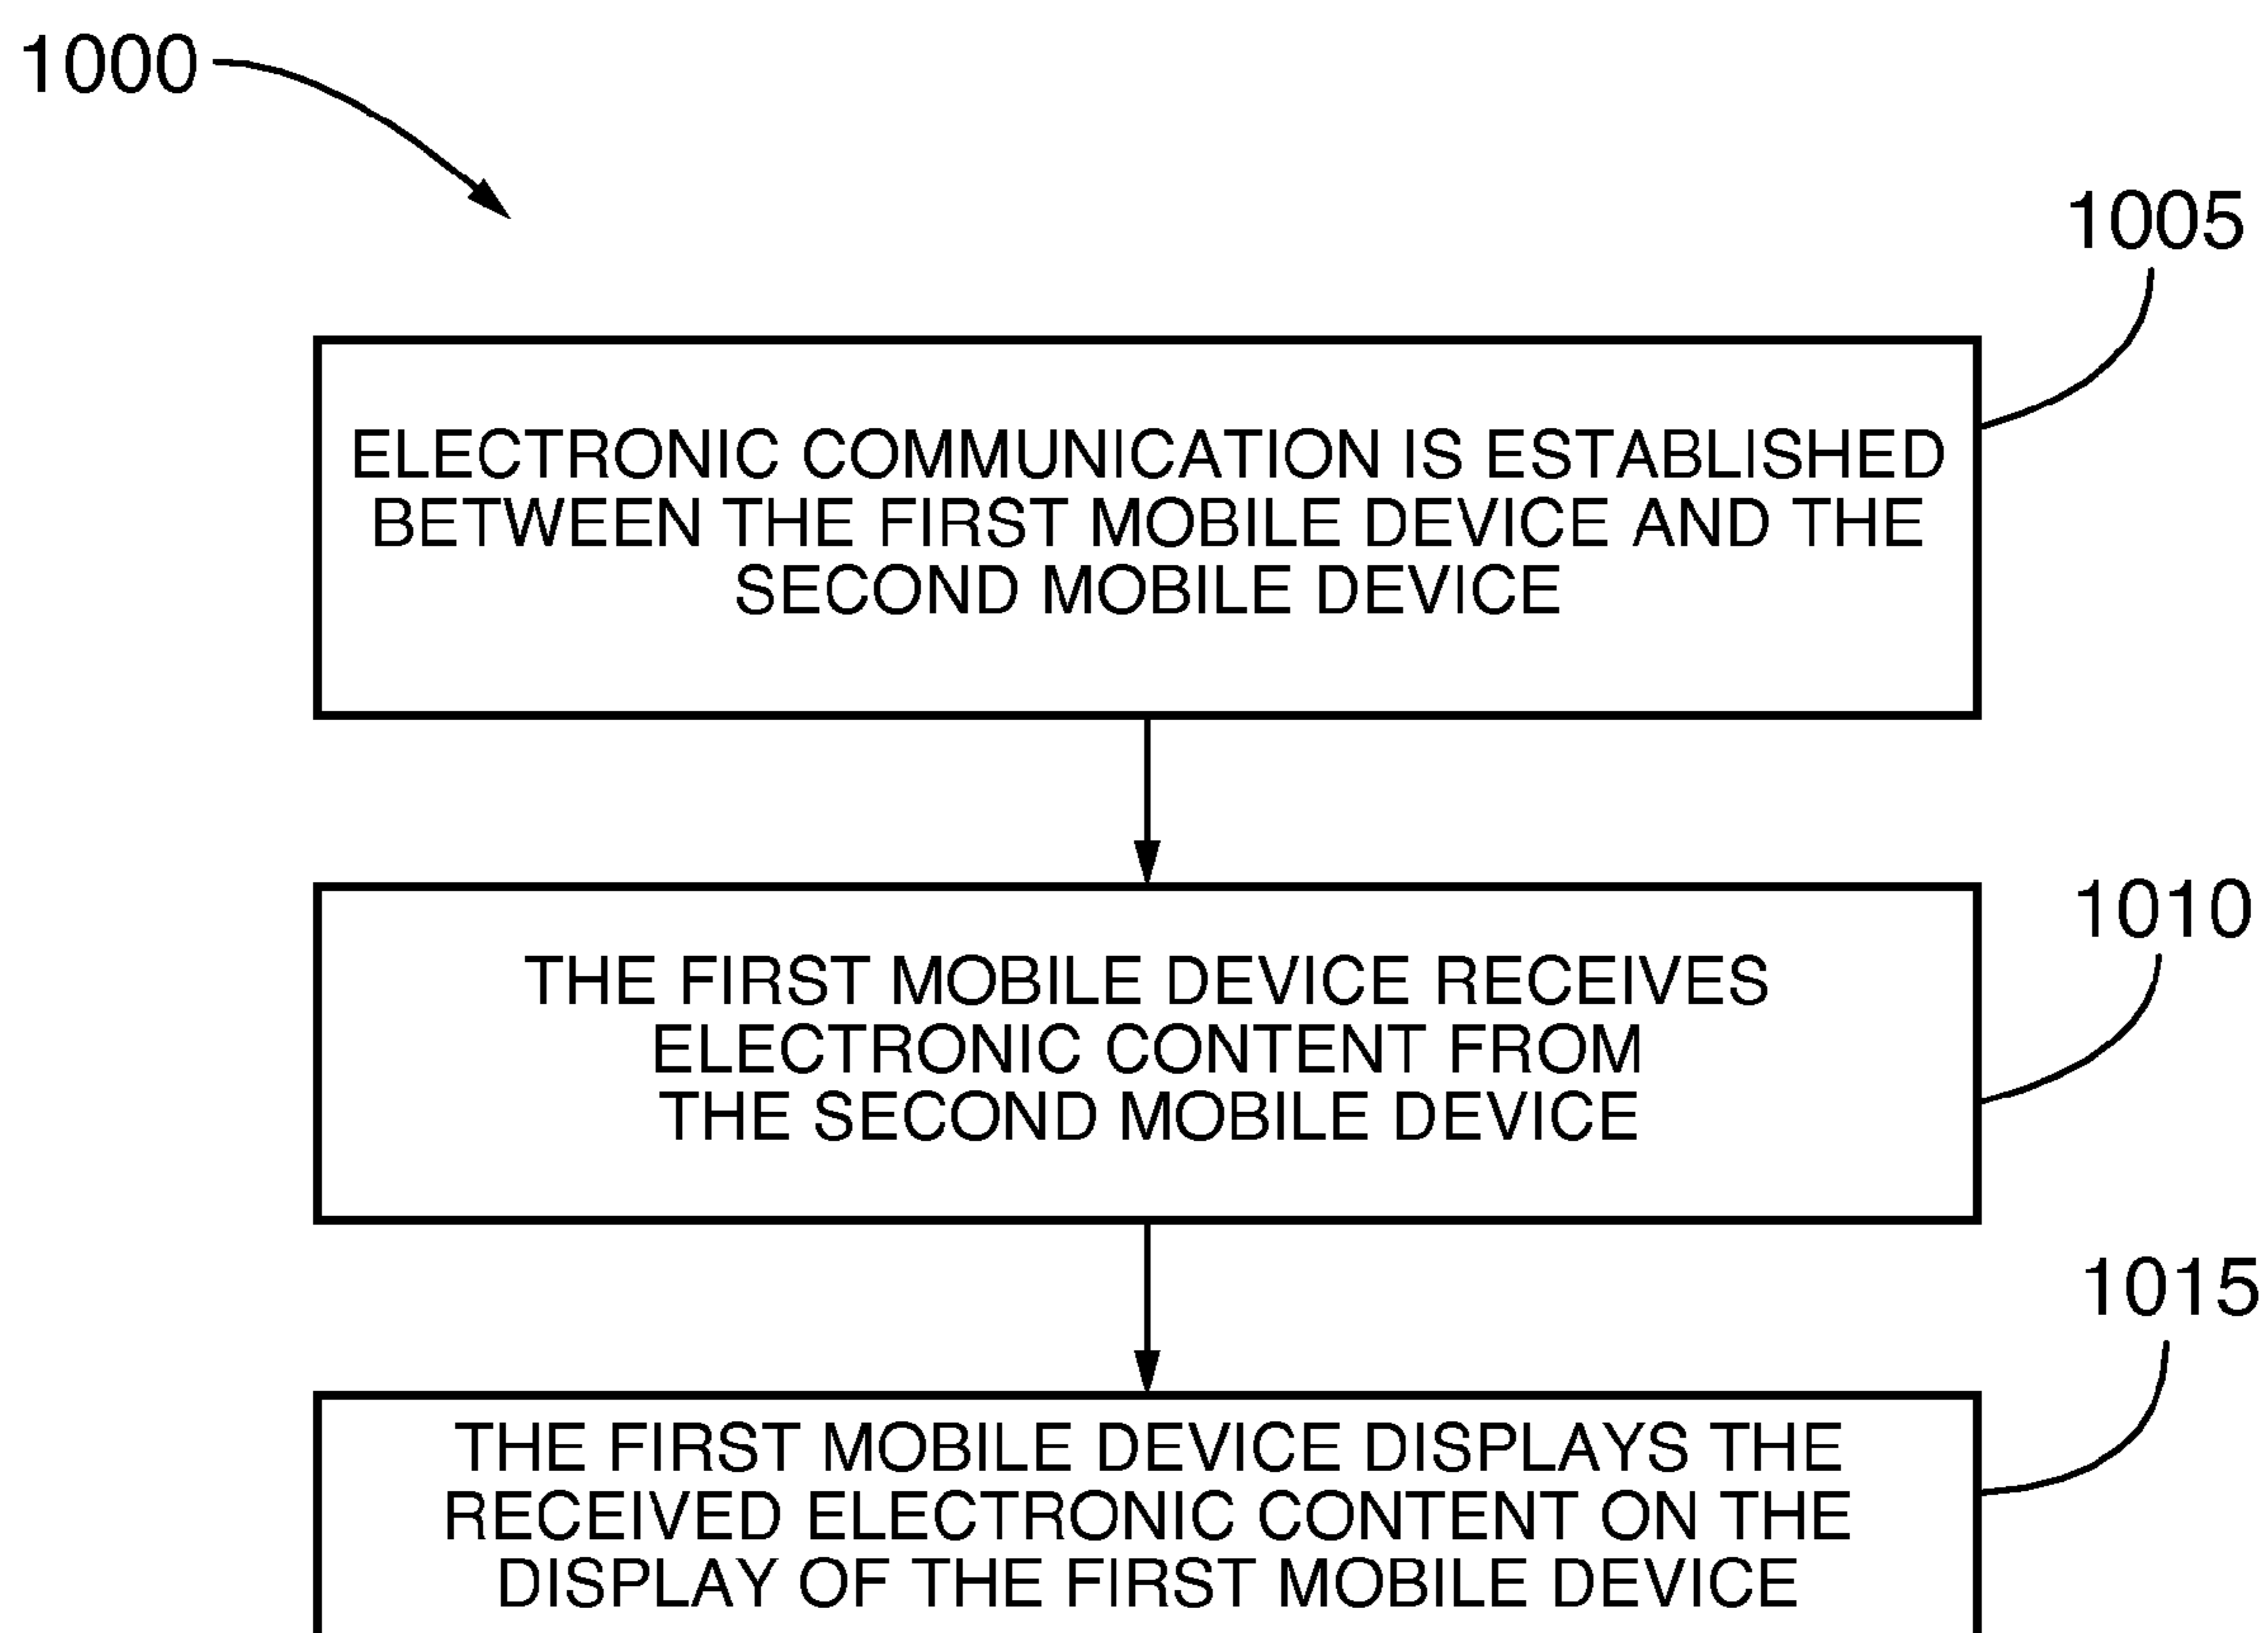 1000
1005
ELECTRONIC COMMUNICATION IS ESTABLISHED
BETWEEN THE FIRST MOBILE DEVICE AND THE
SECOND MOBILE DEVICE
1010
THE FIRST MOBILE DEVICE RECEIVES
ELECTRONIC CONTENT FROM
THE SECOND MOBILE DEVICE
1015
THE FIRST MOBILE DEVICE DISPLAYS THE
RECEIVED ELECTRONIC CONTENT ON THE
DISPLAY OF THE FIRST MOBILE DEVICE